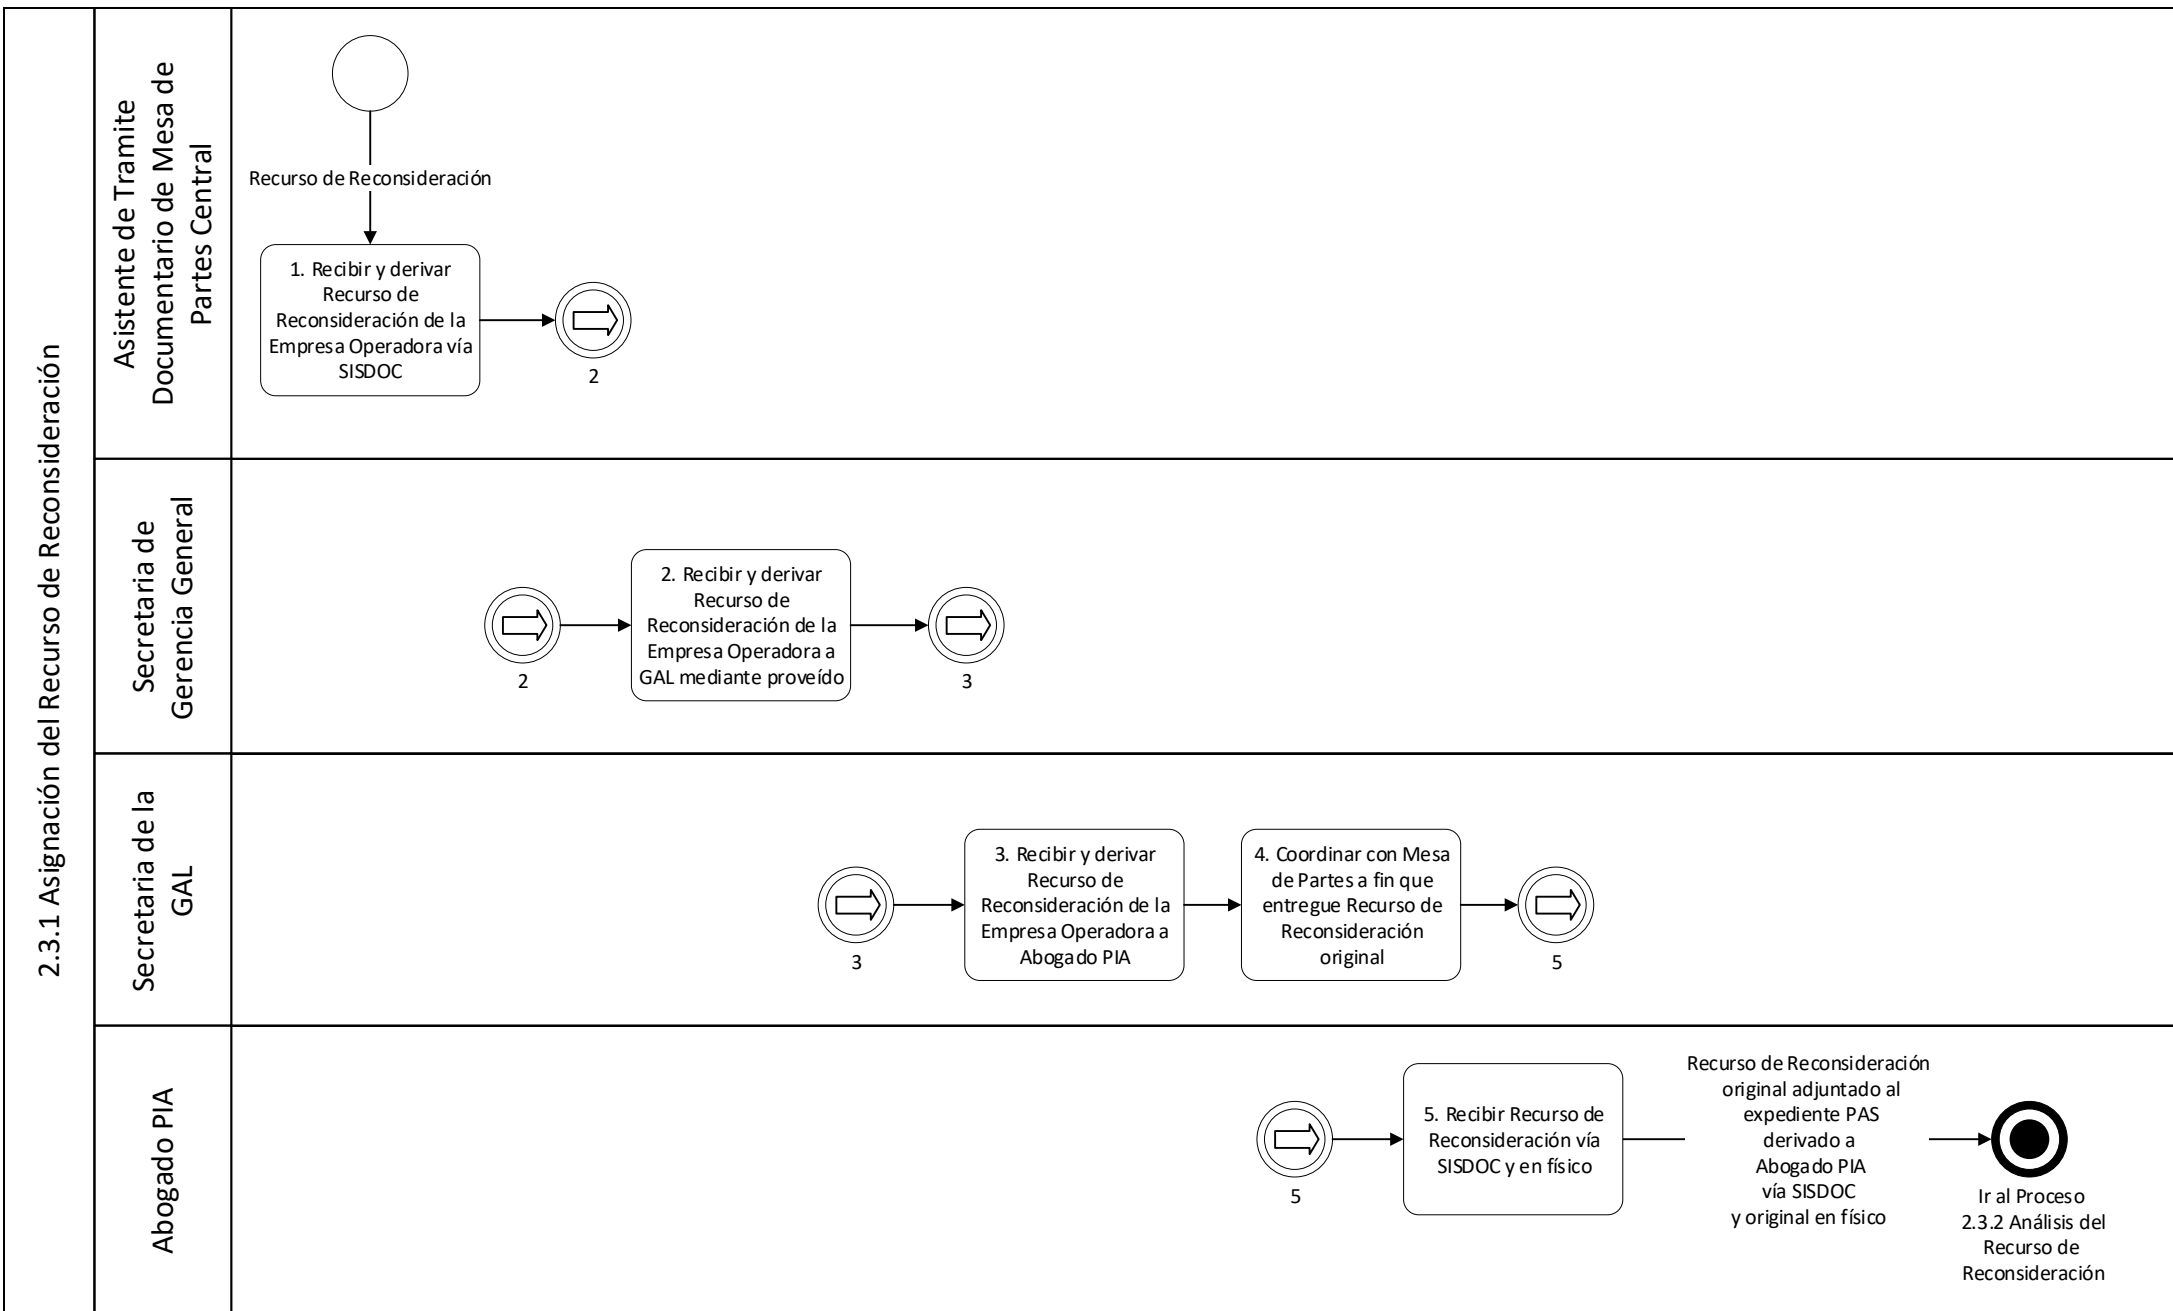 2.3.1 Asignación del Recurso de Reconsideración
Asistente de Tramite
Documentario de Mesa de
Partes Central
Recurso de Reconsideración
1. Recibir y derivar
Recurso de
Reconsideración de la
Empresa Operadora vía
SISDOC
2
Secretaria de
Gerencia General
2
2. Recibir y derivar
Recurso de
Reconsideración de la
Empresa Operadora a
GAL mediante proveído
3
Secretaria de la
GAL
3
3. Recibir y derivar
Recurso de
Reconsideración de la
Empresa Operadora a
Abogado PIA
4. Coordinar con Mesa
de Partes a fin que
entregue Recurso de
Reconsideración
original
5
Abogado PIA
5
5. Recibir Recurso de
Reconsideración vía
SISDOC y en físico
Recurso de Reconsideración
original adjuntado al
expediente PAS
derivado a
Abogado PIA
vía SISDOC
y original en físico
Ir al Proceso
2.3.2 Análisis del
Recurso de
Reconsideración